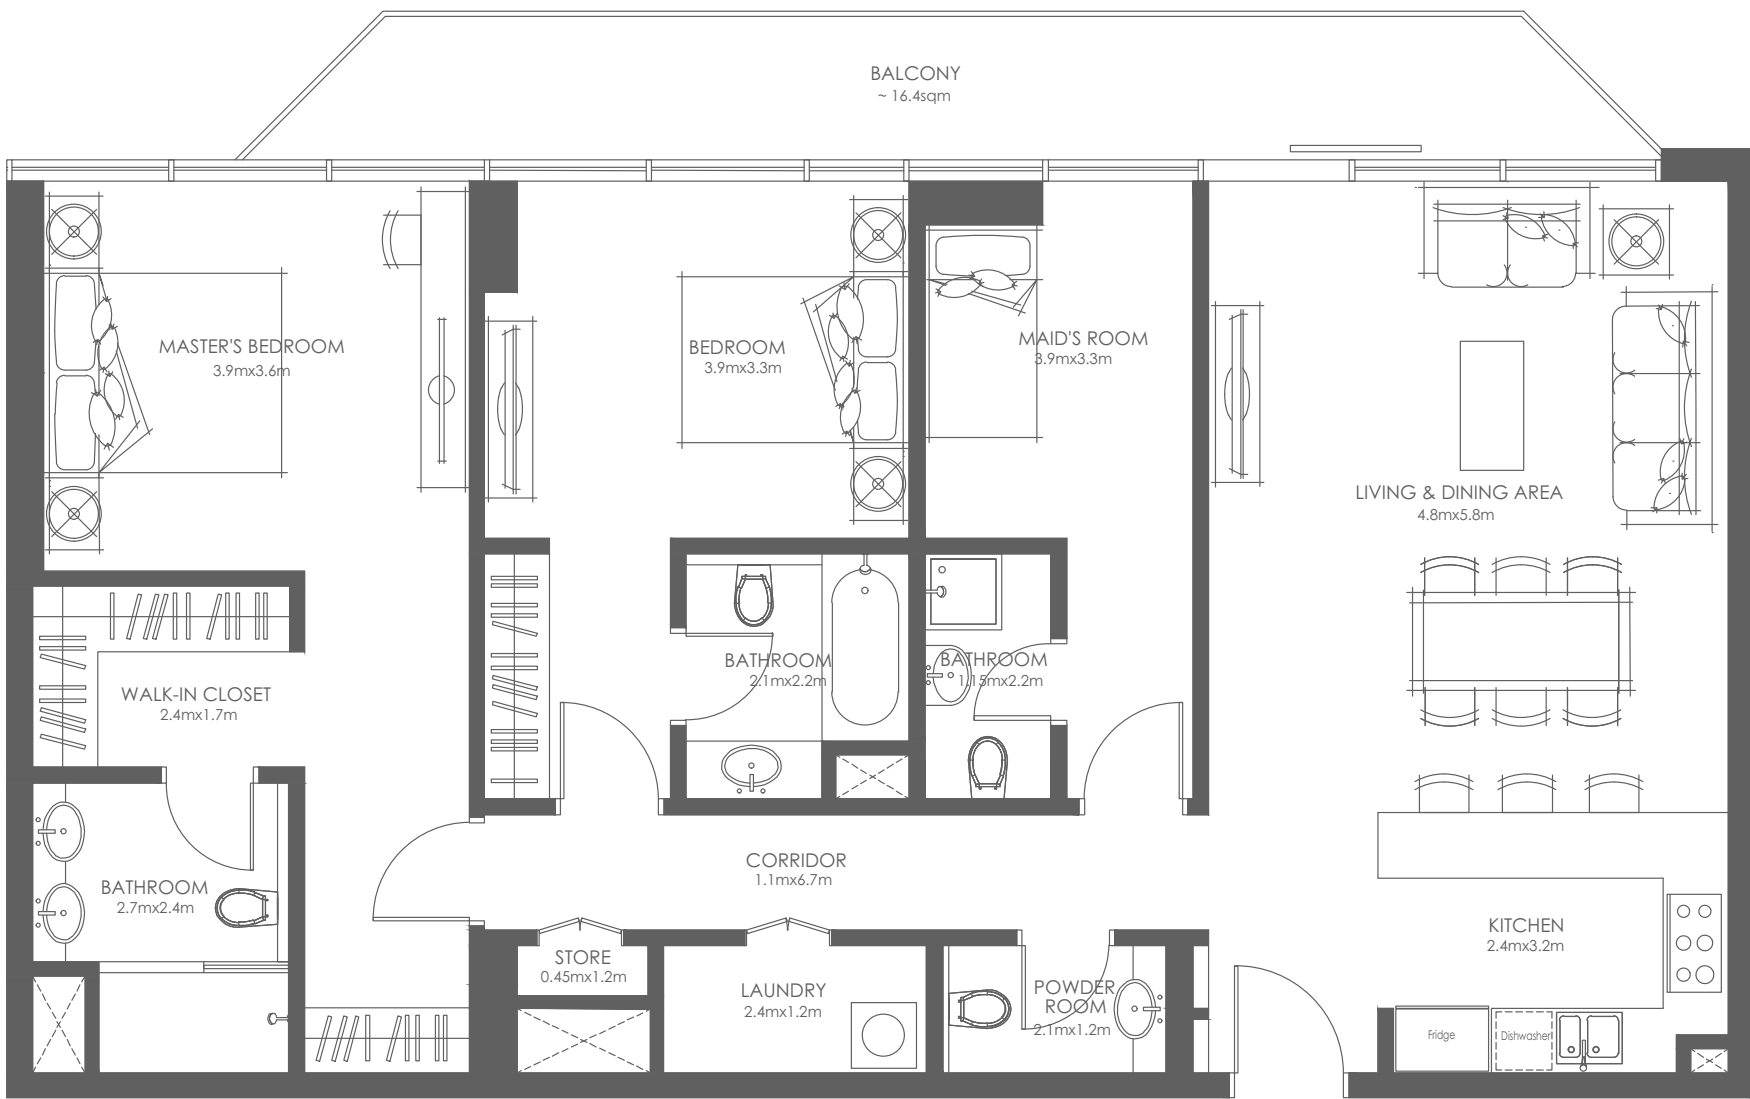 BALCONY
~ 16.4sqm
MASTER'S BEDROOM
3.9mx3.6m
BEDROOM
3.9mx3.3m
MAID'S ROOM
3.9mx3.3m
LIVING & DINING AREA
4.8mx5.8m
WALK-IN CLOSET
2.4mx1.7m
BATHROOM
2.1mx2.2m
BATHROOM
1.15mx2.2m
BATHROOM
2.7mx2.4m
CORRIDOR
1.1mx6.7m
KITCHEN
2.4mx3.2m
STORE
0.45mx1.2m
LAUNDRY
2.4mx1.2m
POWDER
ROOM
2.1mx1.2m
Fridge
Dishwasher